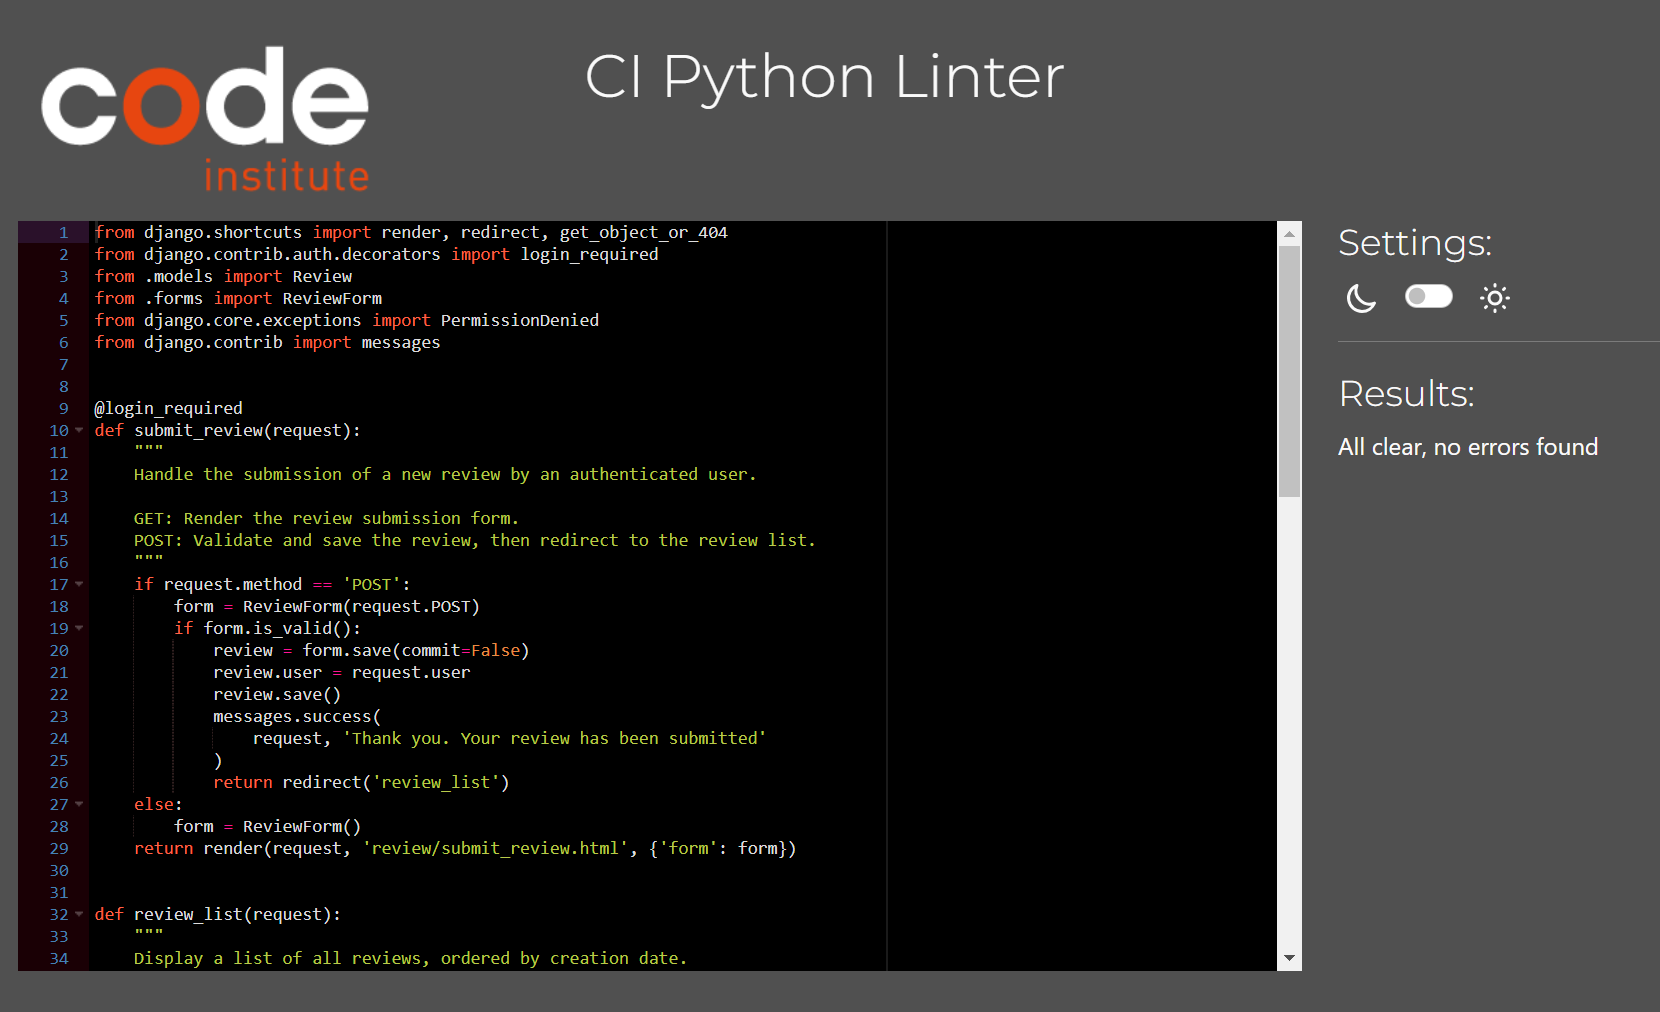 code
institute
CI Python Linter
1 from django.shortcuts import render, redirect, get_object_or_404
2 from django.contrib.auth.decorators import login_required
3 from .models import Review
4 from .forms import ReviewForm
5 from django.core.exceptions import PermissionDenied
6 from django.contrib import messages
7
8
9 @login_required
10 def submit_review(request):
11     """
12     Handle the submission of a new review by an authenticated user.
13
14     GET: Render the review submission form.
15     POST: Validate and save the review, then redirect to the review list.
16     """
17     if request.method == 'POST':
18         form = ReviewForm(request.POST)
19         if form.is_valid():
20             review = form.save(commit=False)
21             review.user = request.user
22             review.save()
23             messages.success(
24                 request, 'Thank you. Your review has been submitted'
25             )
26             return redirect('review_list')
27     else:
28         form = ReviewForm()
29     return render(request, 'review/submit_review.html', {'form': form})
30
31
32 def review_list(request):
33     """
34     Display a list of all reviews, ordered by creation date.
Settings:
Results:
All clear, no errors found